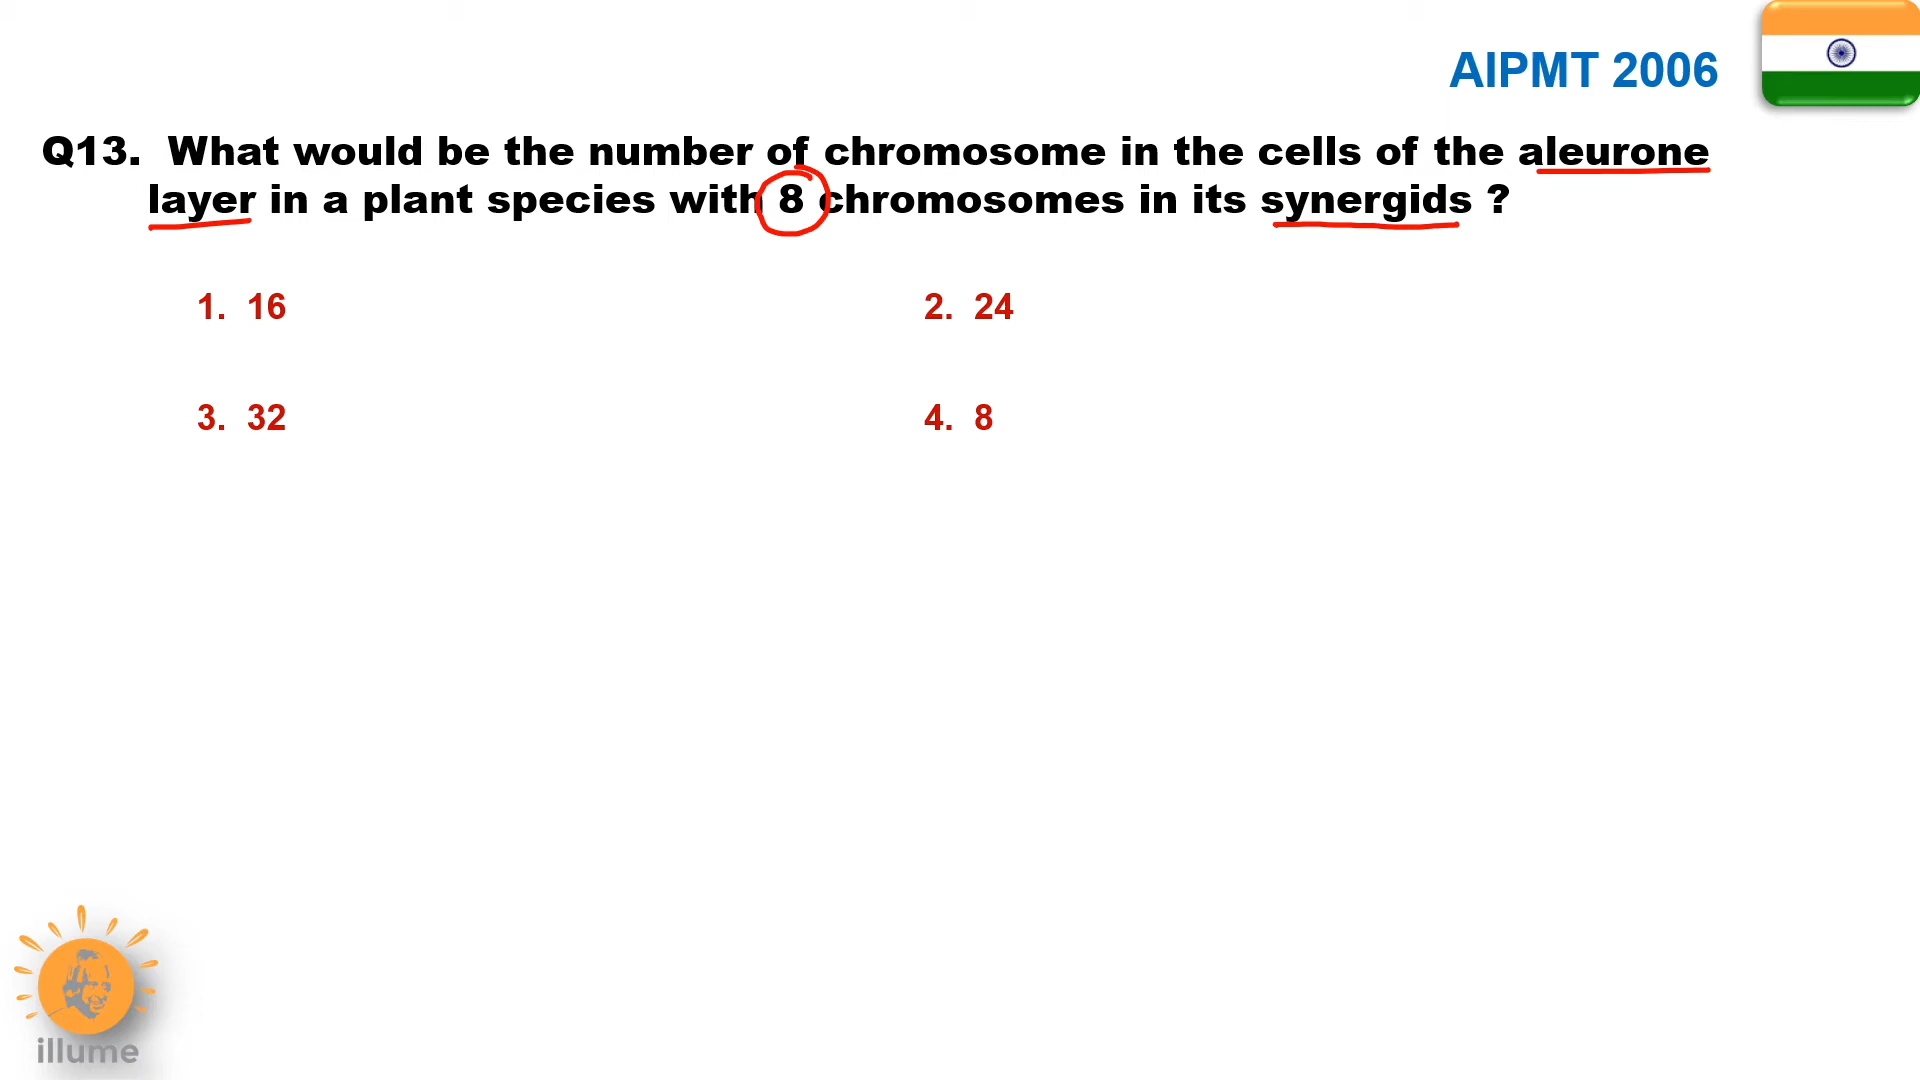 AIPMT 2006
Q13. What would be the number of chromosome in the cells of the aleurone
layer in a plant species with 8 chromosomes in its synergids ?
1. 16
2. 24
3. 32
4. 8
illume